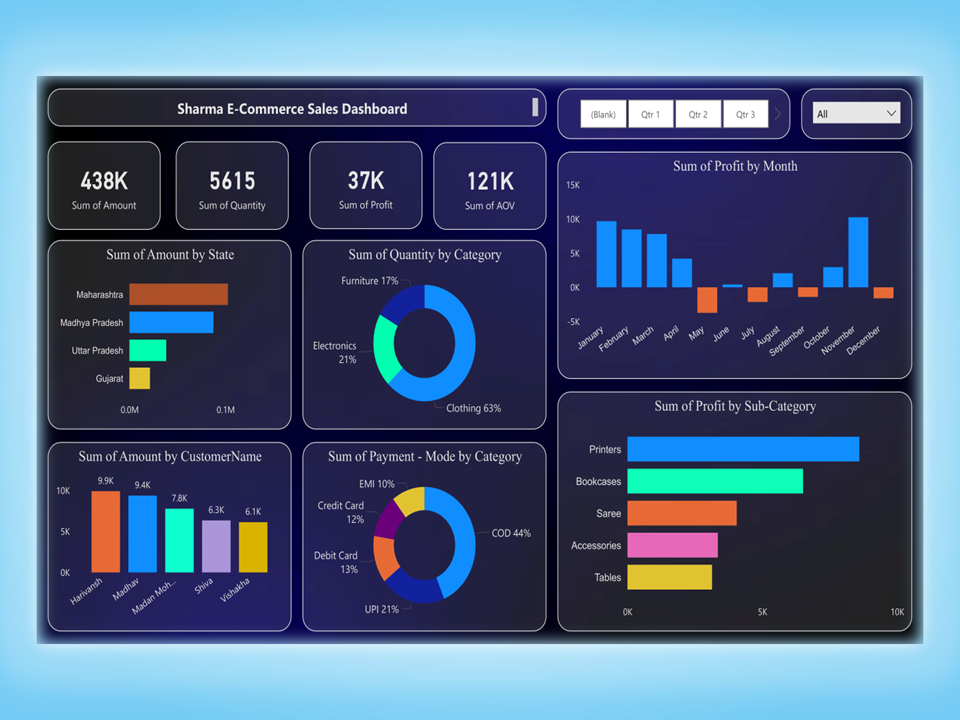 Sharma E-Commerce Sales Dashboard
(Blank)
Qtr 1
Qtr 2
Qtr 3
All
438K
Sum of Amount
5615
Sum of Quantity
37K
Sum of Profit
121K
Sum of AOV
Sum of Profit by Month
15K
10K
5K
0K
-5K
January
February
March
April
May
June
July
August
September
October
November
December
Sum of Amount by State
Maharashtra
Madhya Pradesh
Uttar Pradesh
Gujarat
0.0M
0.1M
Sum of Quantity by Category
Furniture 17%
Electronics
21%
Clothing 63%
Sum of Profit by Sub-Category
Printers
Bookcases
Saree
Accessories
Tables
0K
5K
10K
Sum of Amount by CustomerName
10K
5K
0K
9.9K
9.4K
7.8K
6.3K
6.1K
Harivansh
Madhav
Madan Moh...
Shiva
Vishakha
Sum of Payment - Mode by Category
EMI 10%
Credit Card
12%
Debit Card
13%
UPI 21%
COD 44%